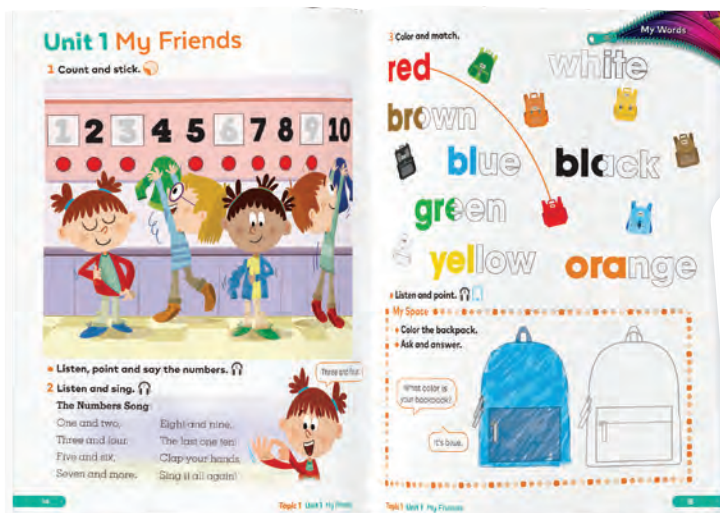 Unit 1 My Friends
1 Count and stick.
1 2 3 4 5 6 7 8 9 10
Listen, point and say the numbers.
2 Listen and sing.
The Numbers Song
One and two,
Three and four.
Five and six,
Seven and more.
Eight and nine,
The last one ten.
Clap your hands,
Sing it all again!
Three and four.
14
Topic 1 Unit 1 My Friends
My Words
3 Color and match.
red
white
brown
blue
black
green
yellow
orange
Listen and point.
My Space
Color the backpack.
Ask and answer.
What color is
your backpack?
It's blue.
Topic 1 Unit 1 My Friends